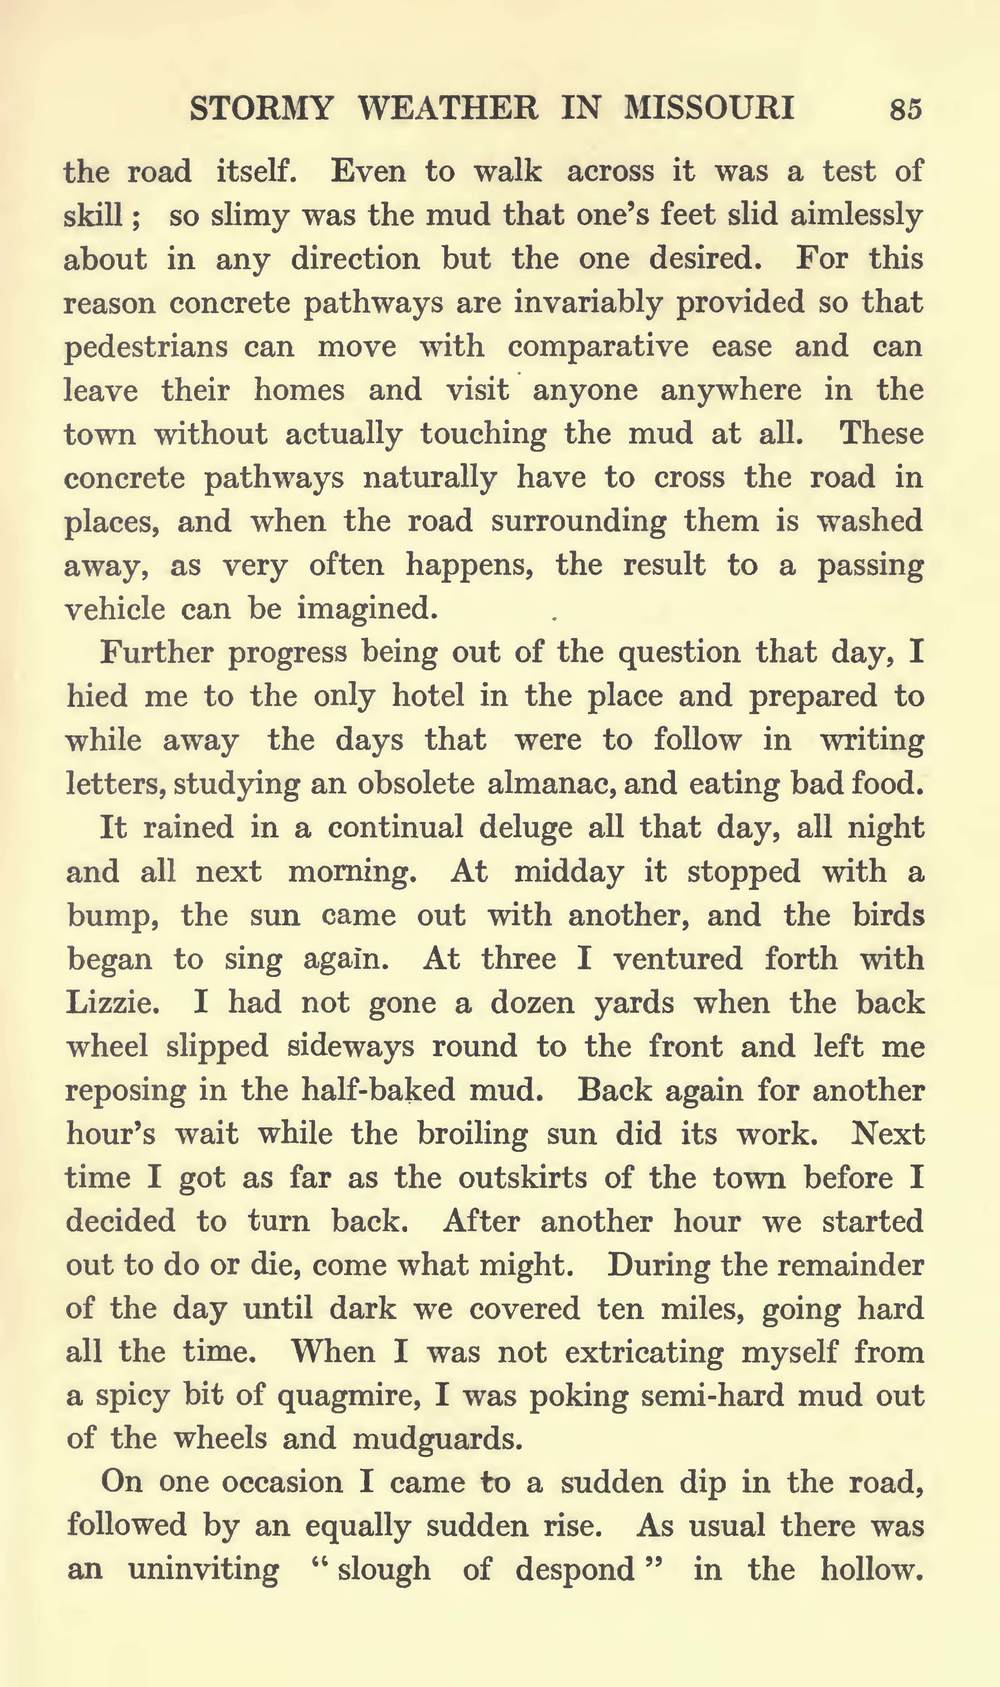 STORMY WEATHER IN MISSOURI 85
the road itself. Even to walk across it was a test of
skill ; so slimy was the mud that one’s feet slid aimlessly
about in any direction but the one desired. For this
reason concrete pathways are invariably provided so that
pedestrians can move with comparative ease and can
leave their homes and visit anyone anywhere in the
town without actually touching the mud at all. These
concrete pathways naturally have to cross the road in
places, and when the road surrounding them is washed
away, as very often happens, the result to a passing
vehicle can be imagined.
Further progress being out of the question that day, I
hied me to the only hotel in the place and prepared to
while away the days that were to follow in writing
letters, studying an obsolete almanac, and eating bad food.
It rained in a continual deluge all that day, all night
and all next morning. At midday it stopped with a
bump, the sun came out with another, and the birds
began to sing again. At three I ventured forth with
Lizzie. I had not gone a dozen yards when the back
wheel slipped sideways round to the front and left me
reposing in the half-baked mud. Back again for another
hour’s wait while the broiling sun did its work. Next
time I got as far as the outskirts of the town before I
decided to turn back. After another hour we started
out to do or die, come what might. During the remainder
of the day until dark we covered ten miles, going hard
all the time. When I was not extricating myself from
a spicy bit of quagmire, I was poking semi-hard mud out
of the wheels and mudguards.
On one occasion I came to a sudden dip in the road,
followed by an equally sudden rise. As usual there was
an uninviting “ slough of despond ” in the hollow.